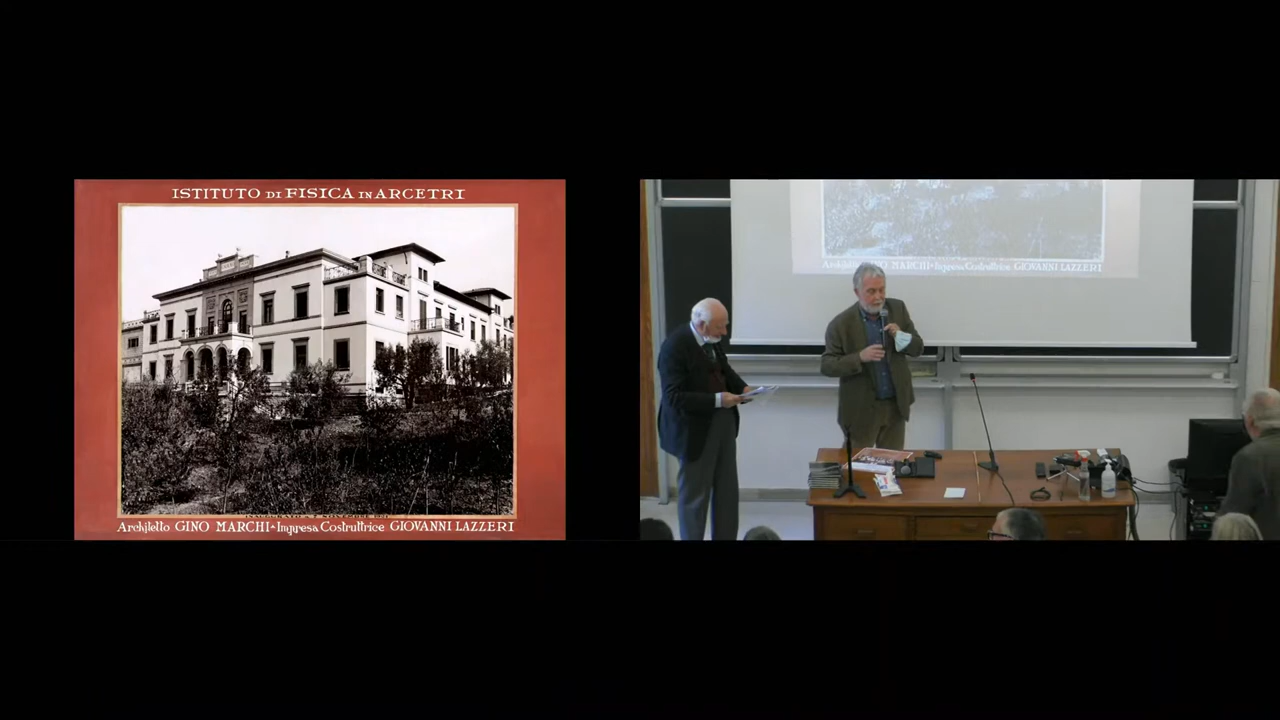 ISTITUTO DI FISICA IN ARCETRI
Architetto GINO MARCHI - Impresa Costruttrice GIOVANNI LAZZERI
Architetto GINO MARCHI - Impresa Costruttrice GIOVANNI LAZZERI